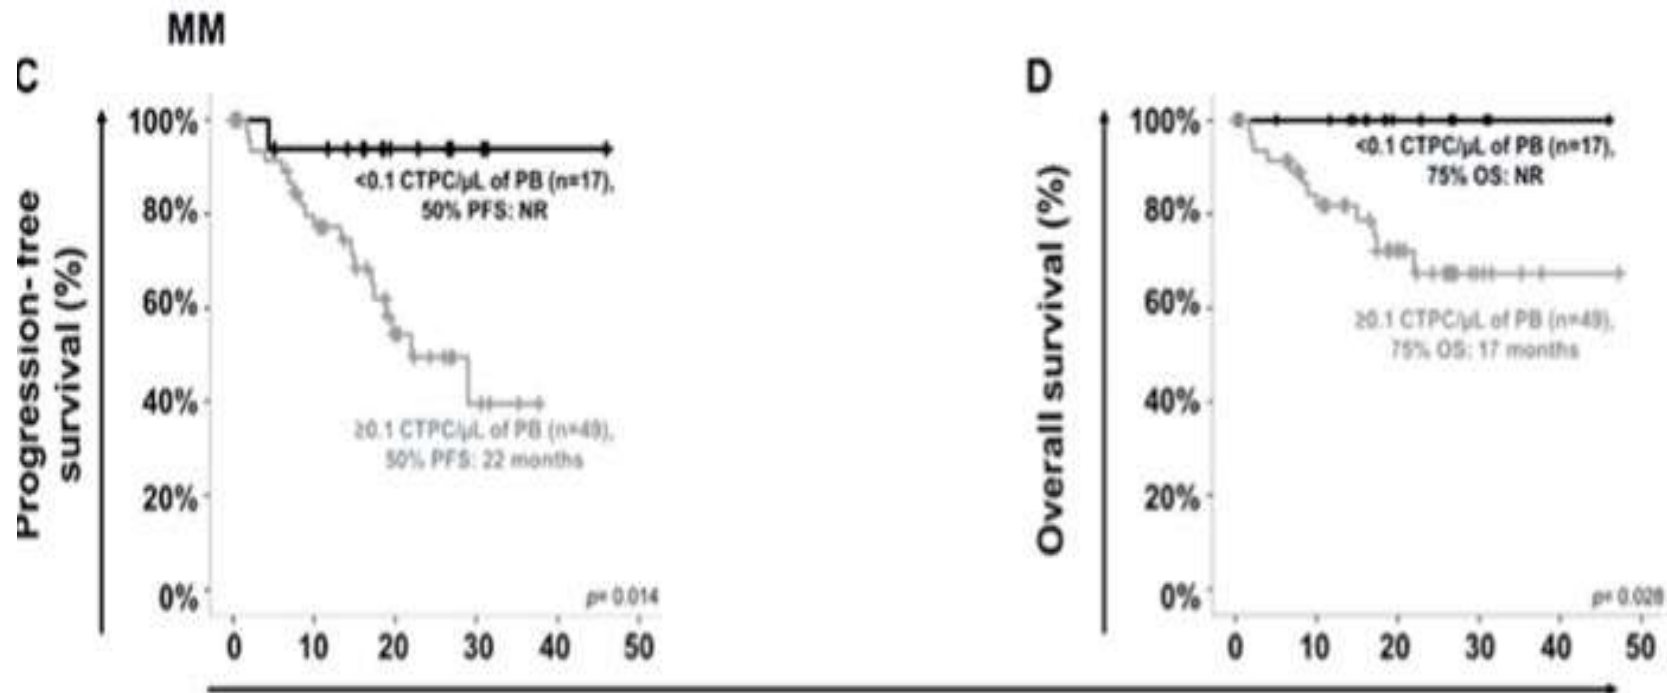 MM
C
Progression-free
survival (%)
100%
80%
60%
40%
20%
0%
<0.1 CTPC/µL of PB (n=17),
50% PFS: NR
≥0.1 CTPC/µL of PB (n=49),
50% PFS: 22 months
p= 0.014
0 10 20 30 40 50
D
Overall survival (%)
100%
80%
60%
40%
20%
0%
<0.1 CTPC/µL of PB (n=17),
75% OS: NR
≥0.1 CTPC/µL of PB (n=49),
75% OS: 17 months
p= 0.028
0 10 20 30 40 50